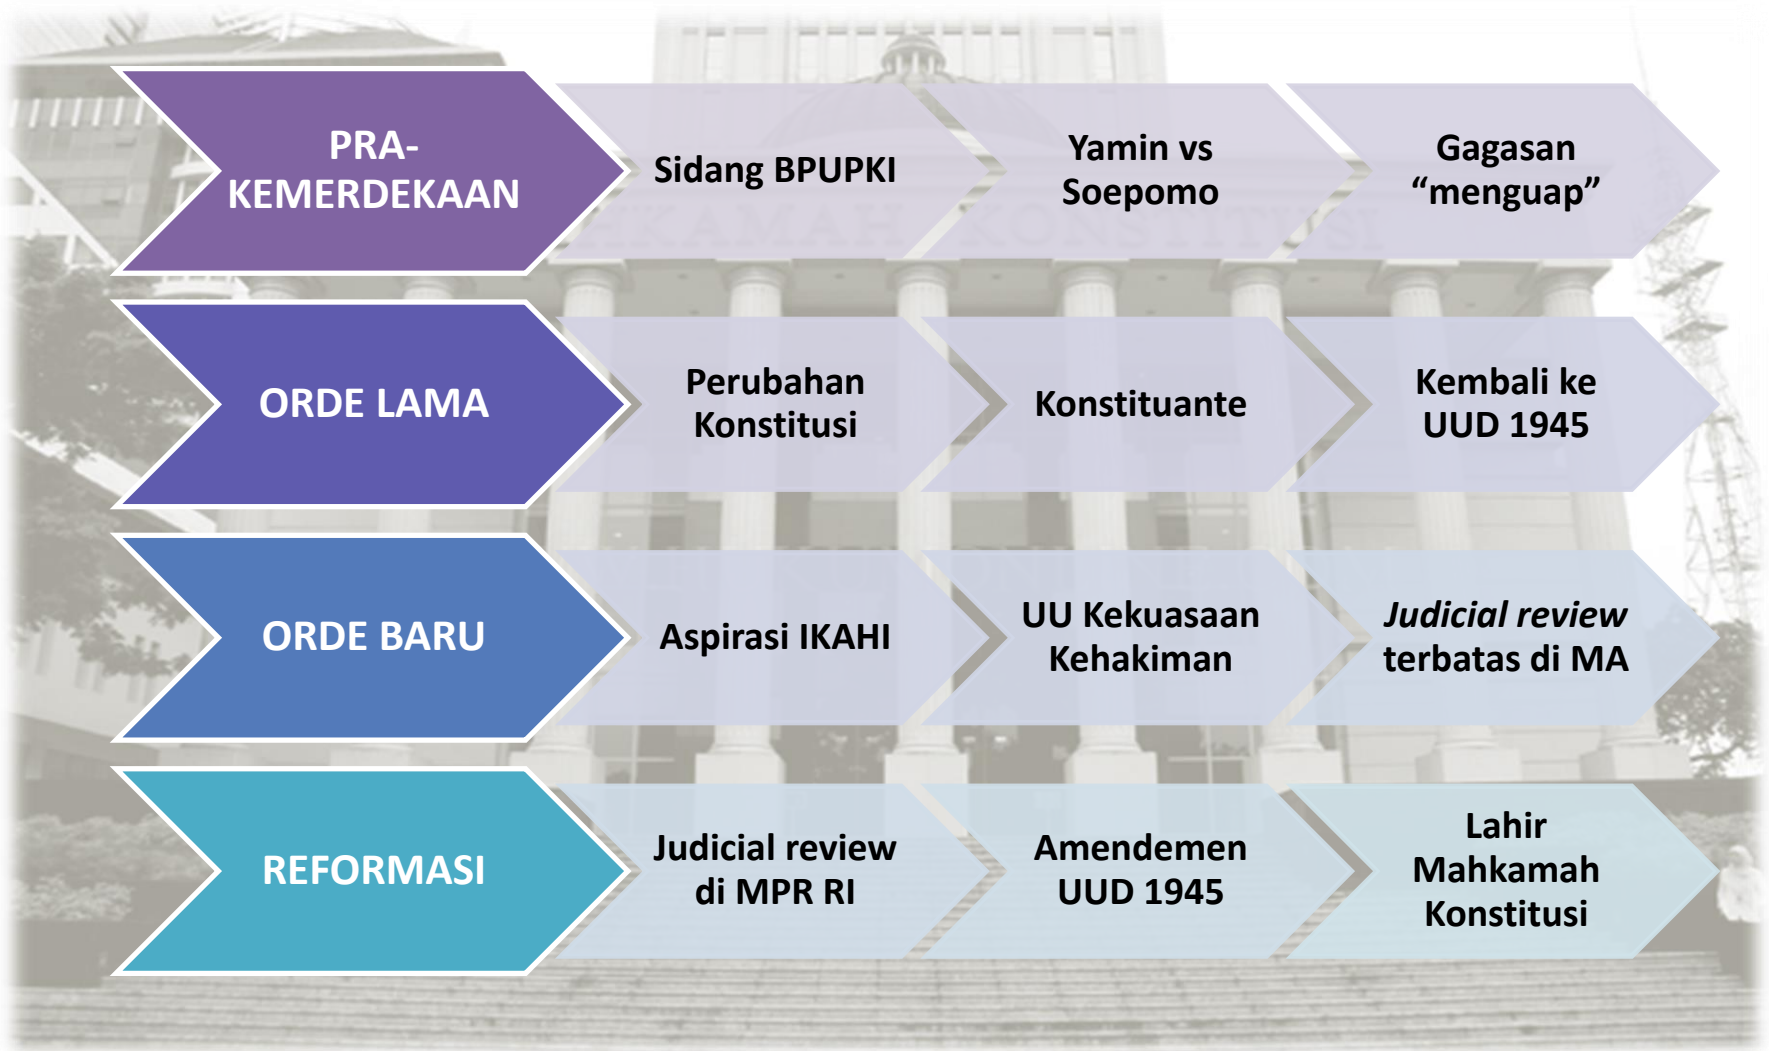 PRA-
KEMERDEKAAN
Sidang BPUPKI
Yamin vs
Soepomo
Gagasan
“menguap”
ORDE LAMA
Perubahan
Konstitusi
Konstituante
Kembali ke
UUD 1945
ORDE BARU
Aspirasi IKAHI
UU Kekuasaan
Kehakiman
Judicial review
terbatas di MA
REFORMASI
Judicial review
di MPR RI
Amendemen
UUD 1945
Lahir
Mahkamah
Konstitusi